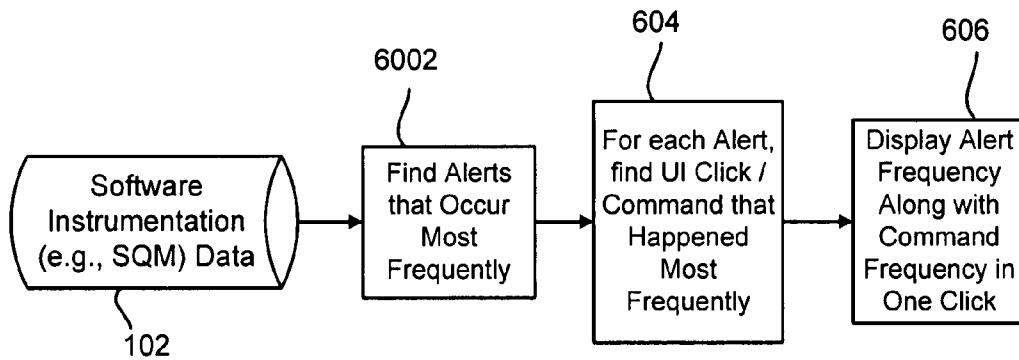 604
606
6002
Software
Instrumentation
(e.g., SQM) Data
Find Alerts
that Occur
Most
Frequently
For each Alert,
find UI Click /
Command that
Happened
Most
Frequently
Display Alert
Frequency
Along with
Command
Frequency in
One Click
102